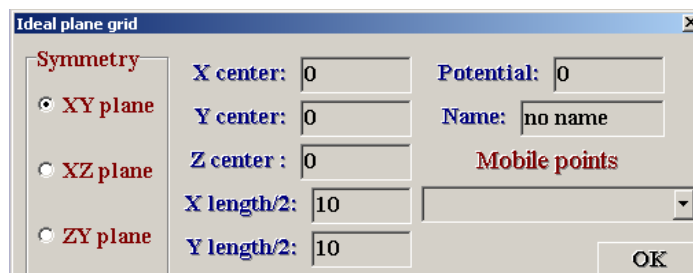 Ideal plane grid
Symmetry
XY plane
XZ plane
ZY plane
X center: 0
Y center: 0
Z center : 0
X length/2: 10
Y length/2: 10
Potential: 0
Name: no name
Mobile points
OK